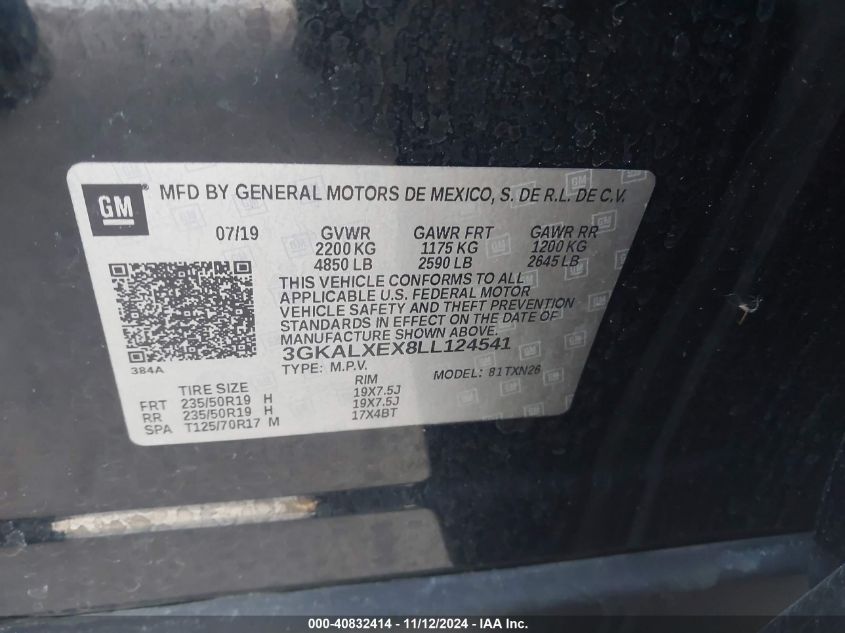 GM
MFD BY GENERAL MOTORS DE MEXICO, S. DE R.L. DE C.V.
07/19 GVWR GAWR FRT GAWR RR
2200 KG 1175 KG 1200 KG
4850 LB 2590 LB 2645 LB
THIS VEHICLE CONFORMS TO ALL
APPLICABLE U.S. FEDERAL MOTOR
VEHICLE SAFETY AND THEFT PREVENTION
STANDARDS IN EFFECT ON THE DATE OF
MANUFACTURE SHOWN ABOVE.
3GKALXEX8LL124541
384A
TYPE: M.P.V. MODEL: 81TXN26
TIRE SIZE RIM
FRT 235/50R19 H 19X7.5J
RR 235/50R19 H 19X7.5J
SPA T125/70R17 M 17X4BT
000-40832414 - 11/12/2024 - IAA Inc.